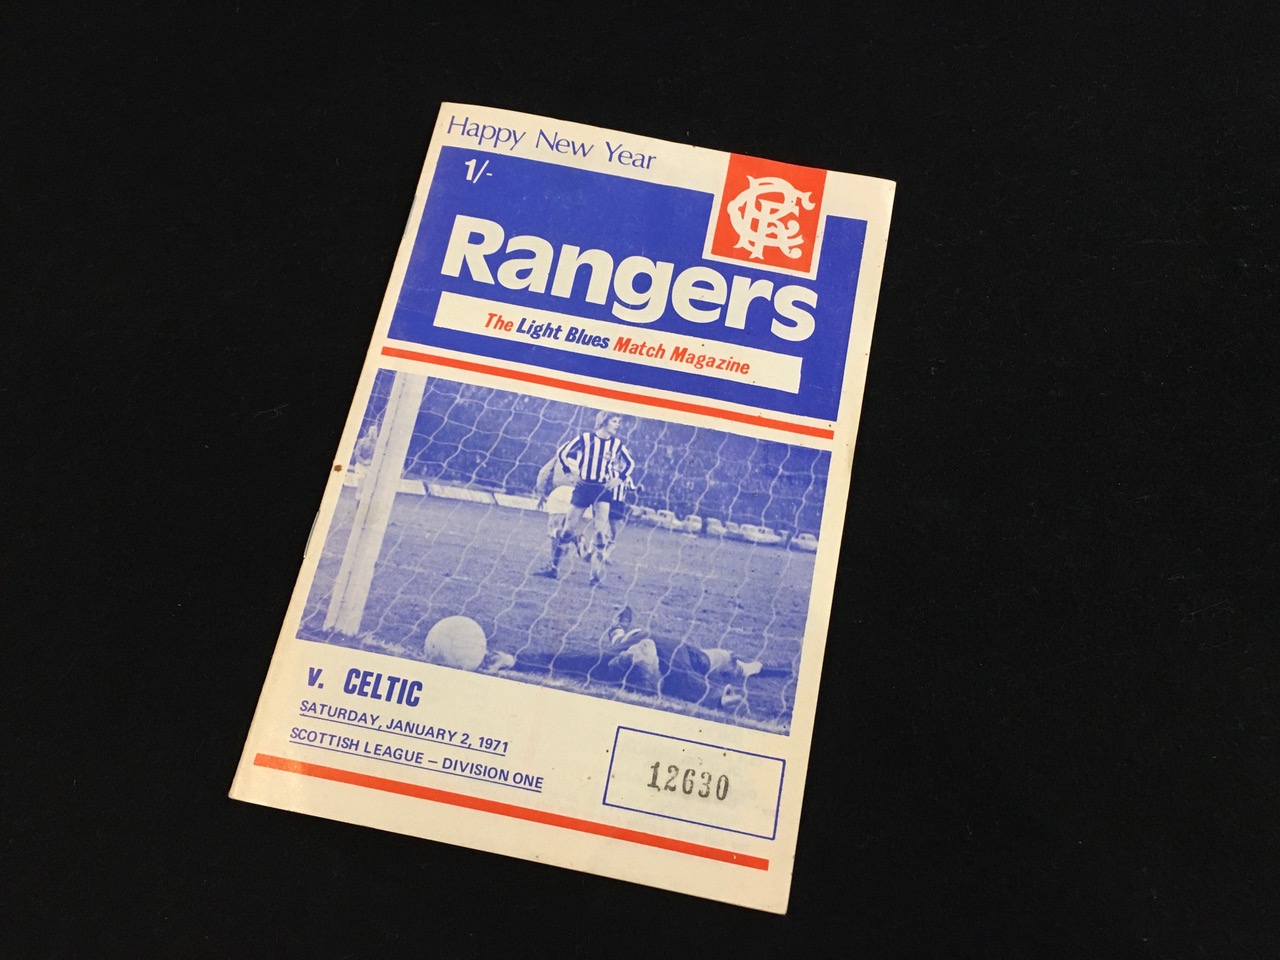 Happy New Year
1/-
RFC
Rangers
The Light Blues Match Magazine
v. CELTIC
SATURDAY, JANUARY 2, 1971
SCOTTISH LEAGUE – DIVISION ONE
12630